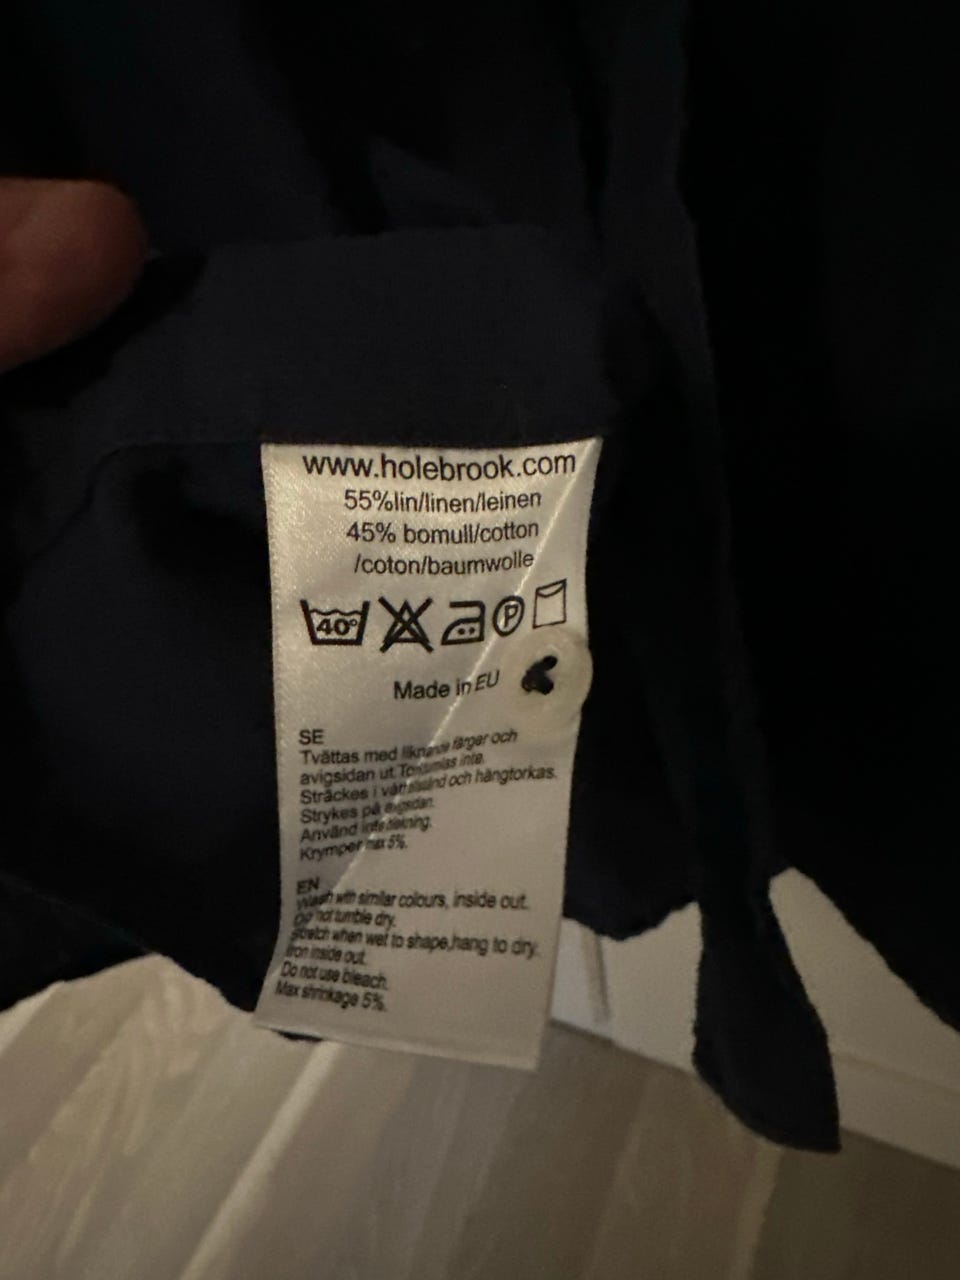 www.holebrook.com
55%lin/linen/leinen
45% bomull/cotton
/coton/baumwolle
40° P
Made in EU
SE
Tvättas med liknande färger och
avigsidan ut. Torktumlas inte.
Sträckes i vått tillstånd och hängtorkas.
Strykes på avigsidan.
Använd inte blekning.
Krymper max 5%.
EN
Wash with similar colours, inside out.
Do not tumble dry.
Stretch when wet to shape,hang to dry.
Iron inside out.
Do not use bleach.
Max shrinkage 5%.